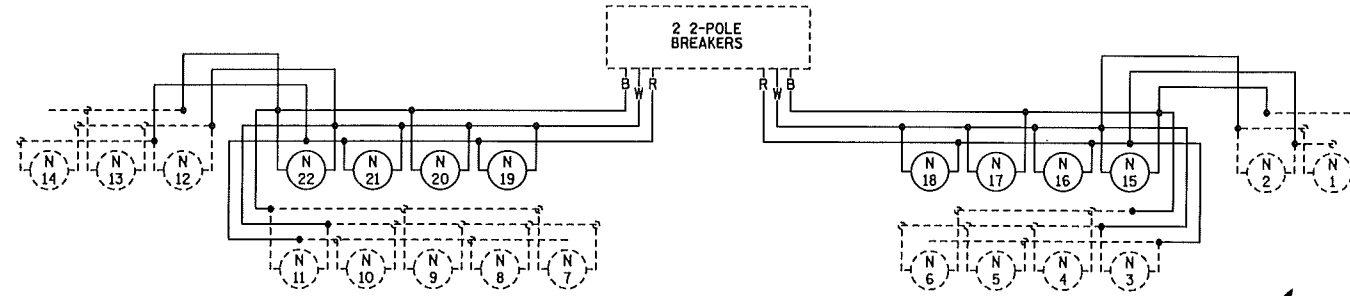 2 2-POLE
BREAKERS
B W R R W B
N 14 N 13 N 12 N 22 N 21 N 20 N 19 N 18 N 17 N 16 N 15 N 2 N 1
N 11 N 10 N 9 N 8 N 7 N 6 N 5 N 4 N 3